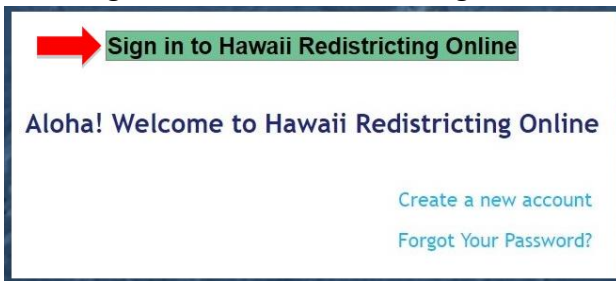 Sign in to Hawaii Redistricting Online
Aloha! Welcome to Hawaii Redistricting Online
Create a new account
Forgot Your Password?